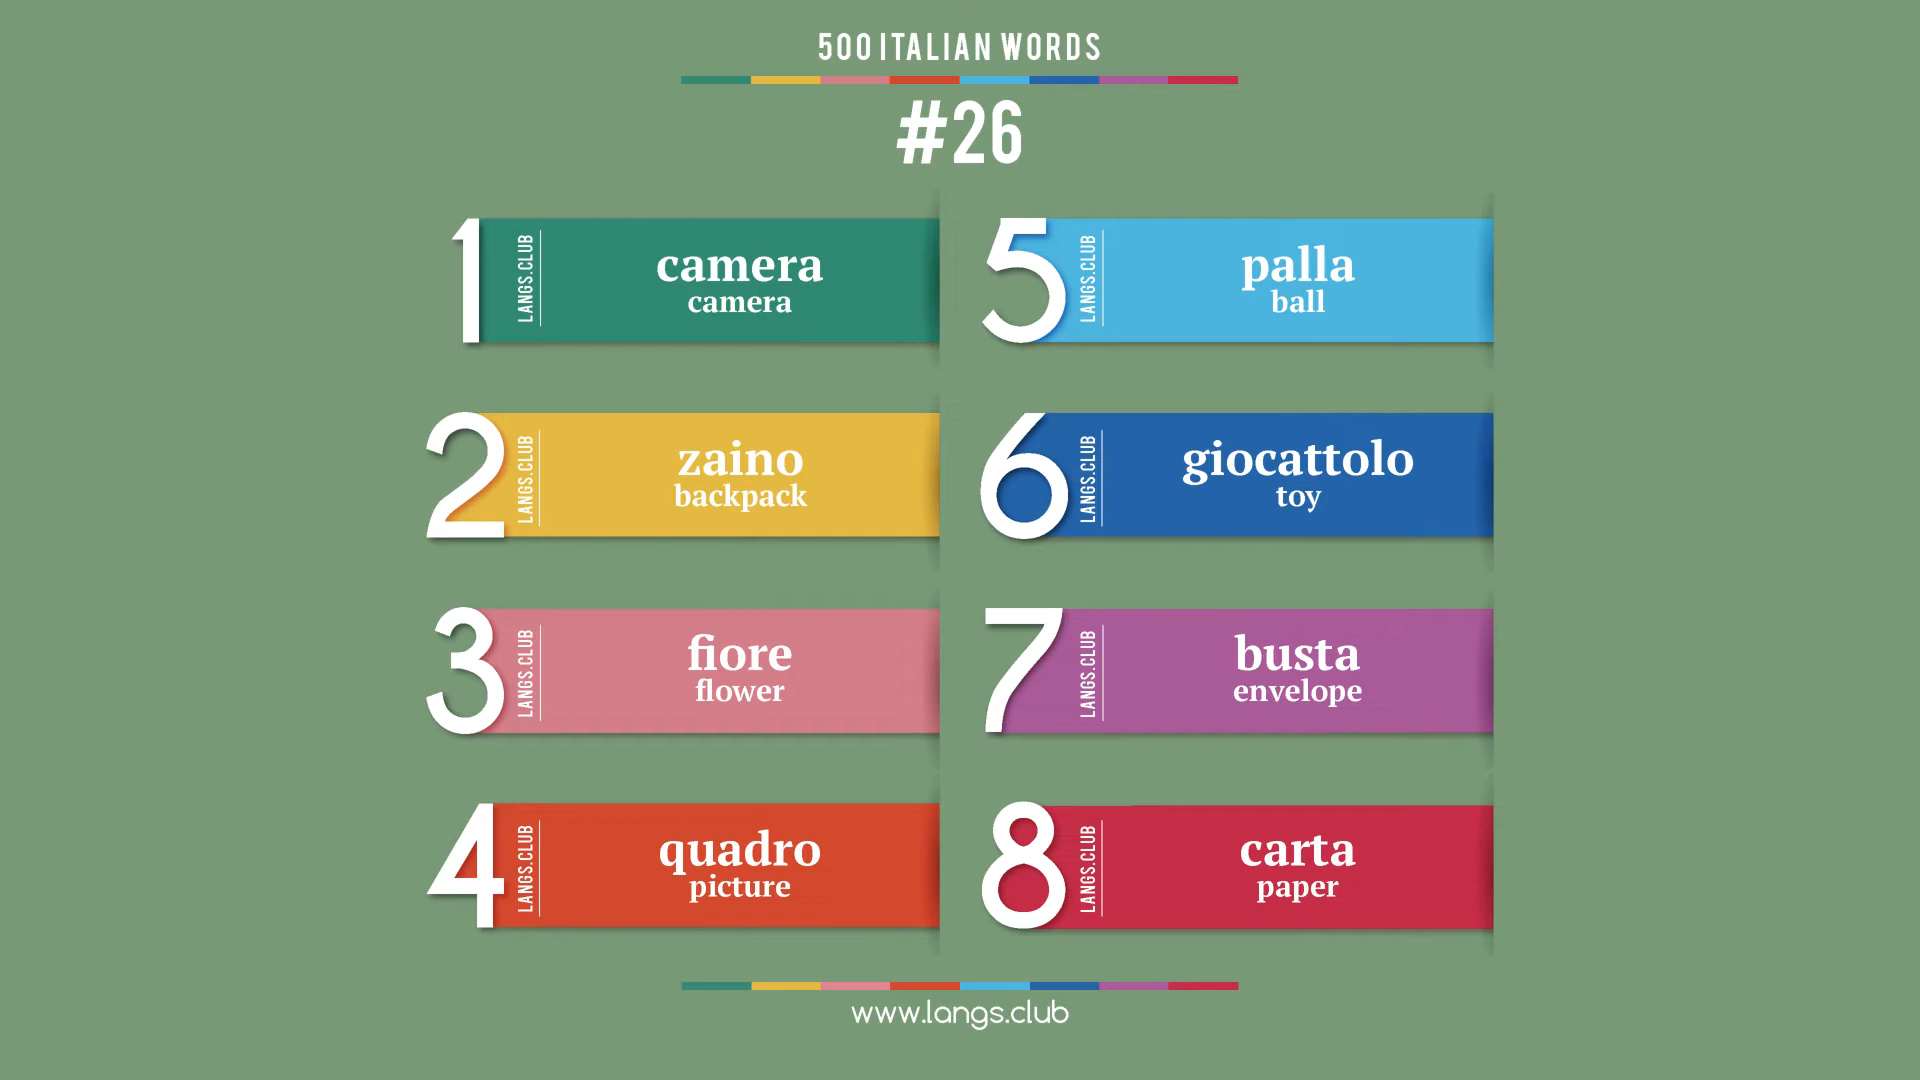 500 ITALIAN WORDS
#26
1
LANGS.CLUB
camera
camera
2
LANGS.CLUB
zaino
backpack
3
LANGS.CLUB
fiore
flower
4
LANGS.CLUB
quadro
picture
5
LANGS.CLUB
palla
ball
6
LANGS.CLUB
giocattolo
toy
7
LANGS.CLUB
busta
envelope
8
LANGS.CLUB
carta
paper
www.langs.club